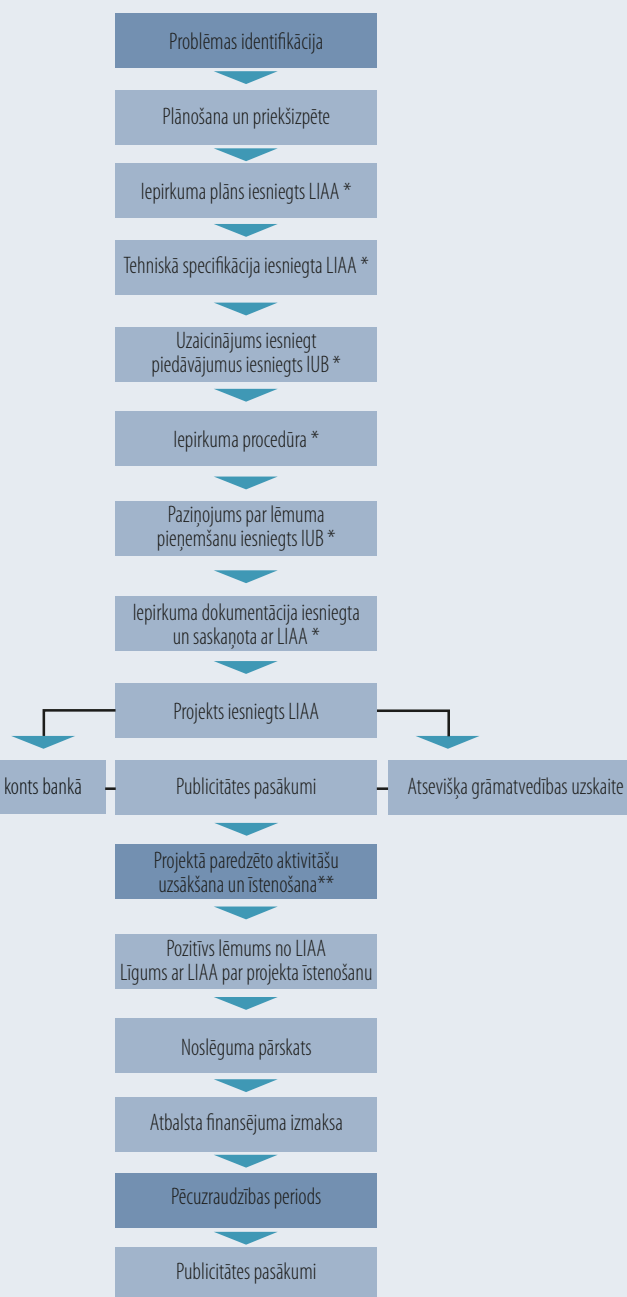 Problēmas identifikācija
Plānošana un priekšizpēte
Iepirkuma plāns iesniegts LIAA *
Tehniskā specifikācija iesniegta LIAA *
Uzaicinājums iesniegt
piedāvājumus iesniegts IUB *
Iepirkuma procedūra *
Paziņojums par lēmuma
pieņemšanu iesniegts IUB *
Iepirkuma dokumentācija iesniegta
un saskaņota ar LIAA *
Projekts iesniegts LIAA
konts bankā
Publicitātes pasākumi
Atsevišķa grāmatvedības uzskaite
Projektā paredzēto aktivitāšu
uzsākšana un īstenošana**
Pozitīvs lēmums no LIAA
Līgums ar LIAA par projekta īstenošanu
Noslēguma pārskats
Atbalsta finansējuma izmaksa
Pēcuzraudzības periods
Publicitātes pasākumi